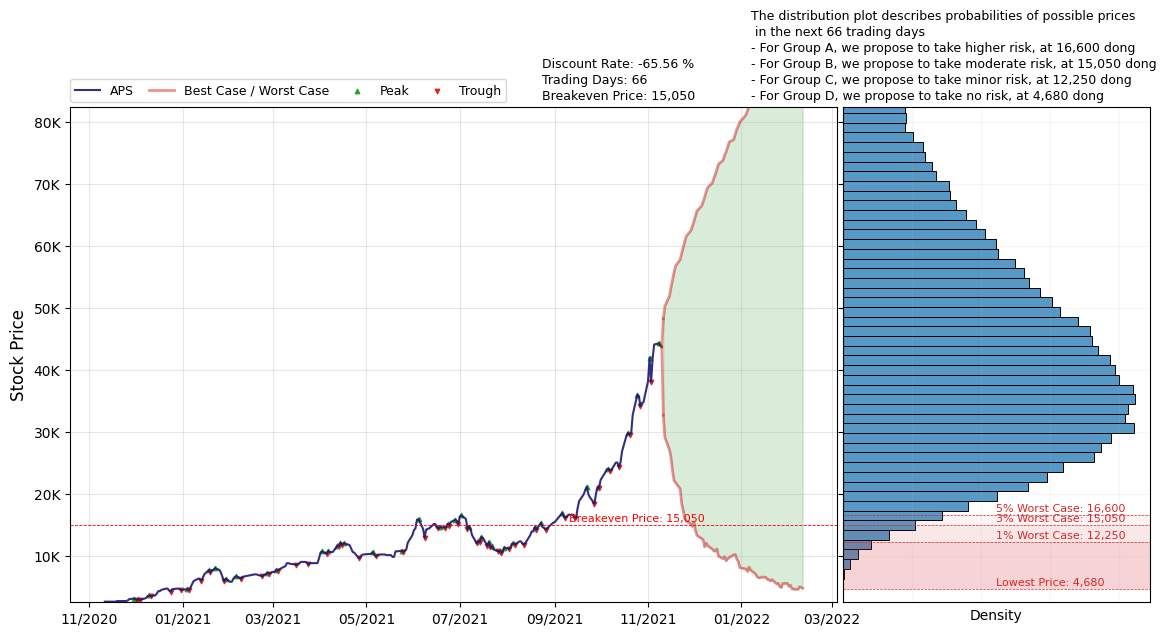 The distribution plot describes probabilities of possible prices
in the next 66 trading days
- For Group A, we propose to take higher risk, at 16,600 dong
- For Group B, we propose to take moderate risk, at 15,050 dong
- For Group C, we propose to take minor risk, at 12,250 dong
- For Group D, we propose to take no risk, at 4,680 dong
Discount Rate: -65.56 %
Trading Days: 66
Breakeven Price: 15,050
APS
Best Case / Worst Case
Peak
Trough
Stock Price
80K
70K
60K
50K
40K
30K
20K
10K
Breakeven Price: 15,050
5% Worst Case: 16,600
3% Worst Case: 15,050
1% Worst Case: 12,250
Lowest Price: 4,680
11/2020
01/2021
03/2021
05/2021
07/2021
09/2021
11/2021
01/2022
03/2022
Density